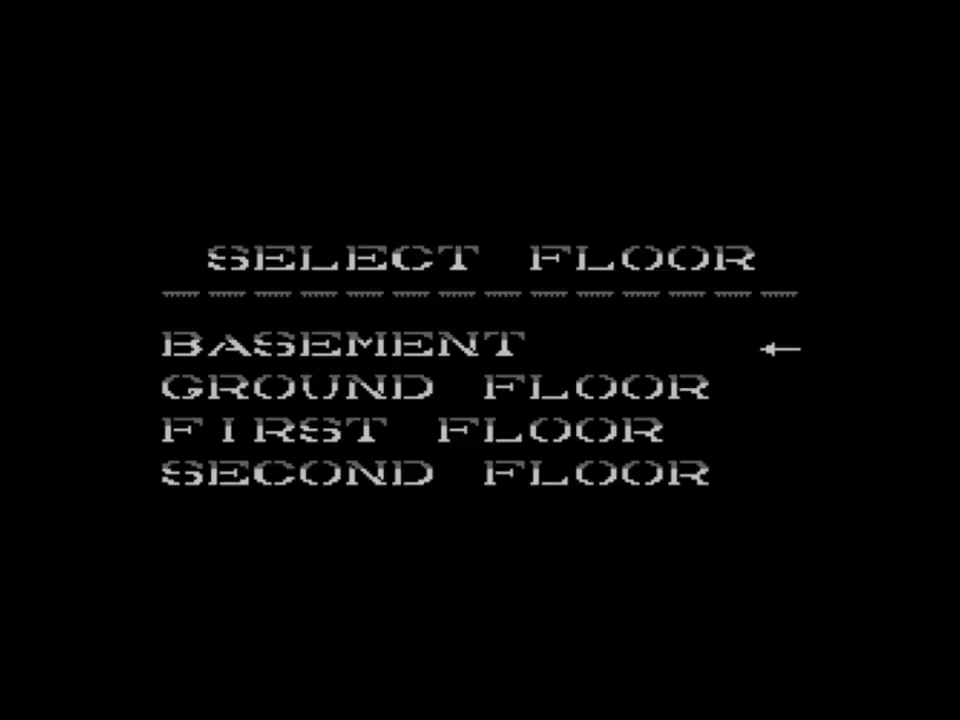 SELECT FLOOR
BASEMENT
GROUND FLOOR
FIRST FLOOR
SECOND FLOOR